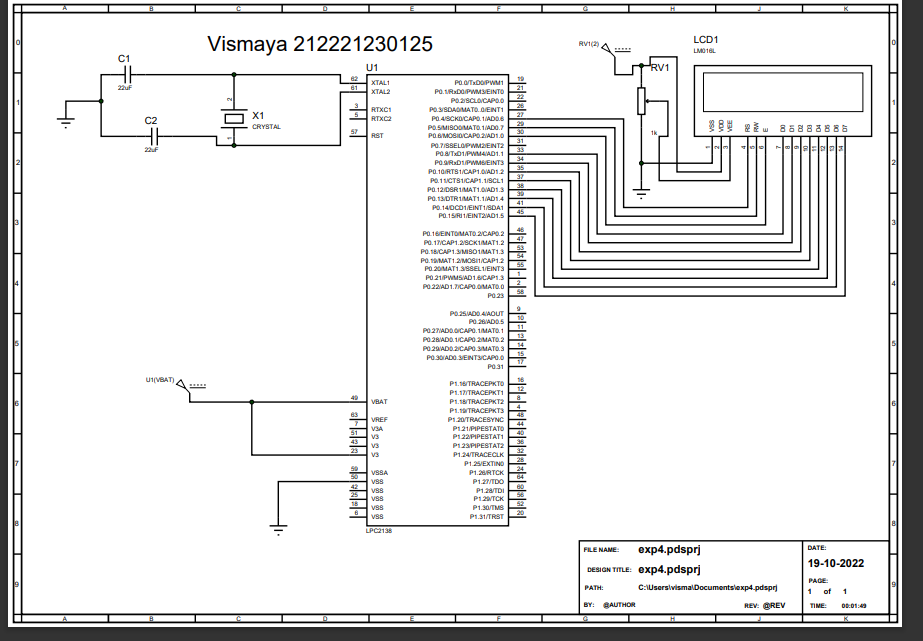 A B C D E F G H J K
Vismaya 212221230125
C1
22uF
C2
22uF
X1
CRYSTAL
2
1
U1
62 XTAL1
61 XTAL2
3 RTXC1
5 RTXC2
57 RST
49 VBAT
63 VREF
7 V3A
51 V3
43 V3
23 V3
59 VSSA
50 VSS
42 VSS
25 VSS
18 VSS
6 VSS
LPC2138
U1(VBAT)
P0.0/TxD0/PWM1 19
P0.1/RxD0/PWM3/EINT0 21
P0.2/SCL0/CAP0.0 22
P0.3/SDA0/MAT0..0/EINT1 26
P0.4/SCK0/CAP0.1/AD0.6 27
P0.5/MISO0/MAT0.1/AD0.7 29
P0.6/MOSI0/CAP0.2/AD1.0 30
P0.7/SSEL0/PWM2/EINT2 31
P0.8/TxD1/PWM4/AD1.1 33
P0.9/RxD1/PWM6/EINT3 34
P0.10/RTS1/CAP1.0/AD1.2 35
P0.11/CTS1/CAP1.1/SCL1 37
P0.12/DSR1/MAT1.0/AD1.3 38
P0.13/DTR1/MAT1.1/AD1.4 39
P0.14/DCD1/EINT1/SDA1 41
P0.15/RI1/EINT2/AD1.5 45
P0.16/EINT0/MAT0.2/CAP0.2 46
P0.17/CAP1.2/SCK1/MAT1.2 47
P0.18/CAP1.3/MISO1/MAT1.3 53
P0.19/MAT1.2/MOSI1/CAP1.2 54
P0.20/MAT1.3/SSEL1/EINT3 55
P0.21/PWM5/AD1.6/CAP1.3 1
P0.22/AD1.7/CAP0.0/MAT0.0 2
P0.23 58
P0.25/AD0.4/AOUT 9
P0.26/AD0.5 10
P0.27/AD0.0/CAP0.1/MAT0.1 11
P0.28/AD0.1/CAP0.2/MAT0.2 13
P0.29/AD0.2/CAP0.3/MAT0.3 14
P0.30/AD0.3/EINT3/CAP0.0 15
P0.31 17
P1.16/TRACEPKT0 16
P1.17/TRACEPKT1 12
P1.18/TRACEPKT2 8
P1.19/TRACEPKT3 4
P1.20/TRACESYNC 48
P1.21/PIPESTAT0 44
P1.22/PIPESTAT1 40
P1.23/PIPESTAT2 36
P1.24/TRACECLK 32
P1.25/EXTIN0 28
P1.26/RTCK 24
P1.27/TDO 64
P1.28/TDI 60
P1.29/TCK 56
P1.30/TMS 52
P1.31/TRST 20
RV1(2)
RV1
1k
LCD1
LM016L
VSS VDD VEE RS RW E D0 D1 D2 D3 D4 D5 D6 D7
1 2 3 4 5 6 7 8 9 10 11 12 13 14
0 0
1 1
2 2
3 3
4 4
5 5
6 6
7 7
8 8
9 9
FILE NAME: exp4.pdsprj
DESIGN TITLE: exp4.pdsprj
PATH: C:\Users\visma\Documents\exp4.pdsprj
BY: @AUTHOR REV: @REV
DATE:
19-10-2022
PAGE:
1 of 1
TIME: 00:01:49
A B C D E F G H J K